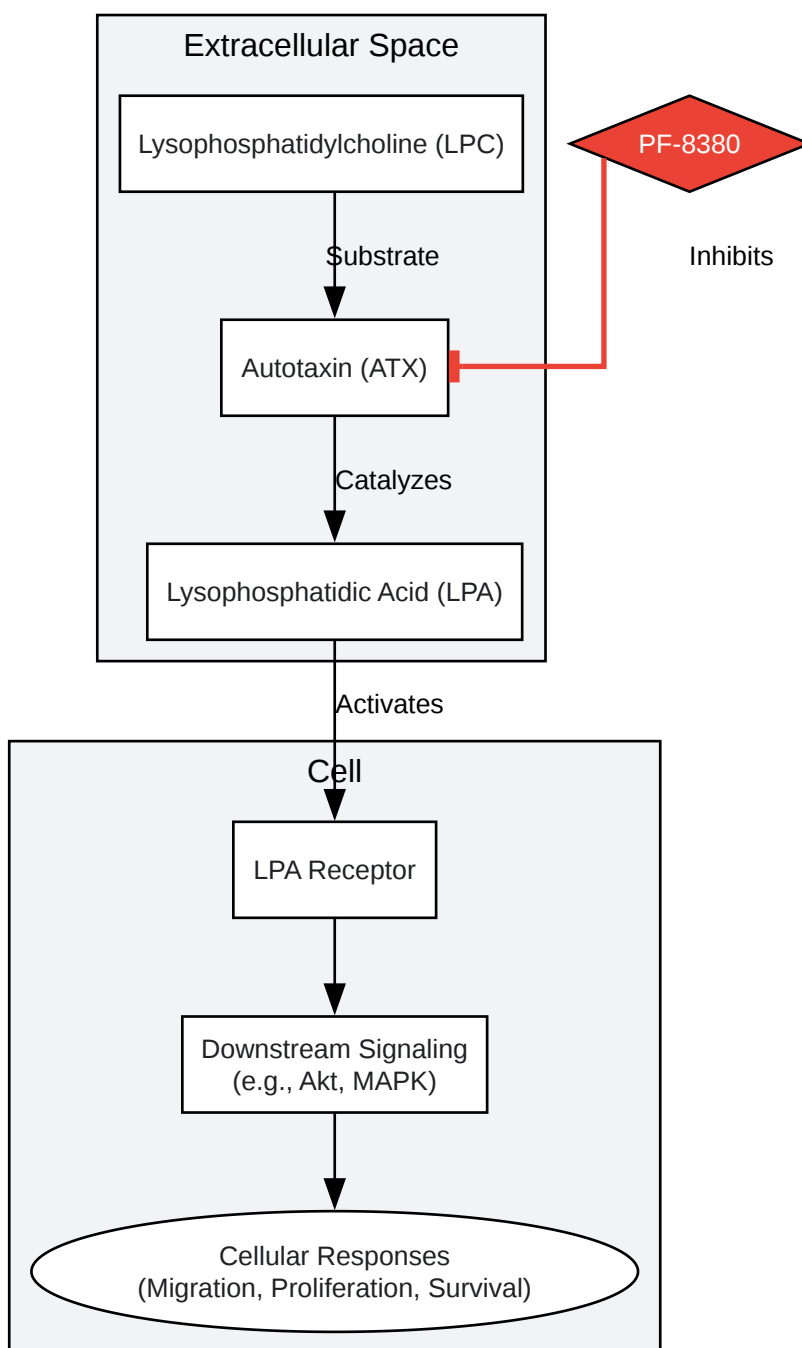 Extracellular Space
Lysophosphatidylcholine (LPC)
PF-8380
Substrate
Inhibits
Autotaxin (ATX)
Catalyzes
Lysophosphatidic Acid (LPA)
Activates
Cell
LPA Receptor
Downstream Signaling
(e.g., Akt, MAPK)
Cellular Responses
(Migration, Proliferation, Survival)